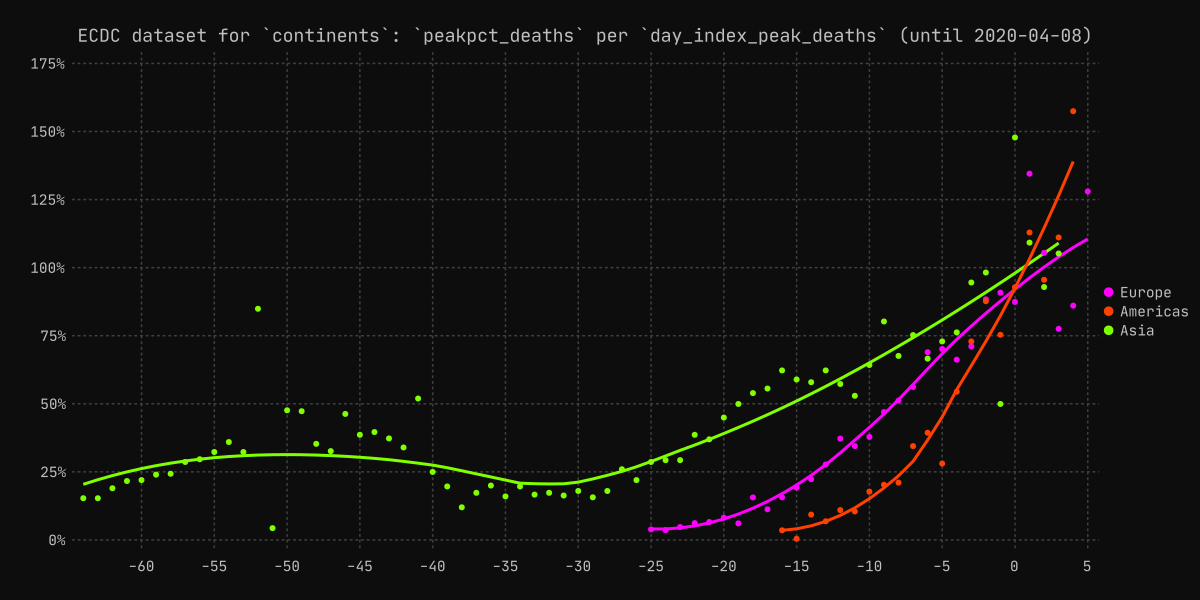 ECDC dataset for `continents`: `peakpct_deaths` per `day_index_peak_deaths` (until 2020-04-08)
175%
150%
125%
100%
75%
50%
25%
0%
-60 -55 -50 -45 -40 -35 -30 -25 -20 -15 -10 -5 0 5
Europe
Americas
Asia